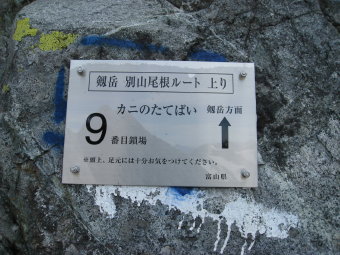 剱岳 別山尾根ルート 上り
カニのたてばい 剱岳方面
9番目鎖場
※頭上、足元には十分お気をつけてください。
富山県